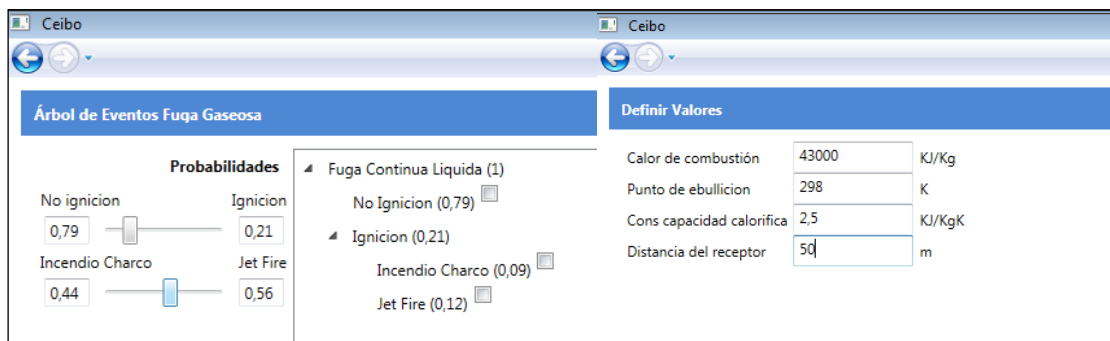 Ceibo
Árbol de Eventos Fuga Gaseosa
Probabilidades
No ignicion Ignicion
0,79 0,21
Incendio Charco Jet Fire
0,44 0,56
Fuga Continua Liquida (1)
No Ignicion (0,79)
Ignicion (0,21)
Incendio Charco (0,09)
Jet Fire (0,12)
Ceibo
Definir Valores
Calor de combustión 43000 KJ/Kg
Punto de ebullicion 298 K
Cons capacidad calorifica 2,5 KJ/KgK
Distancia del receptor 50 m